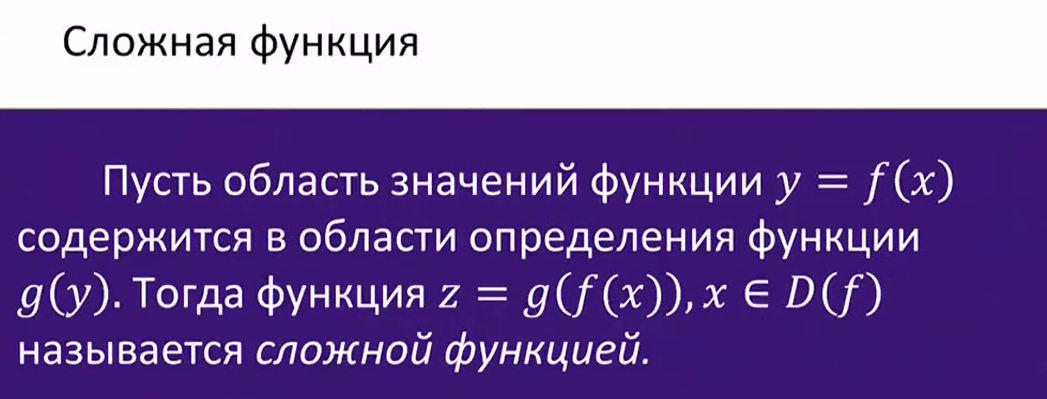 Сложная функция
Пусть область значений функции y = f(x)
содержится в области определения функции
g(y). Тогда функция z = g(f(x)), x ∈ D(f)
называется сложной функцией.